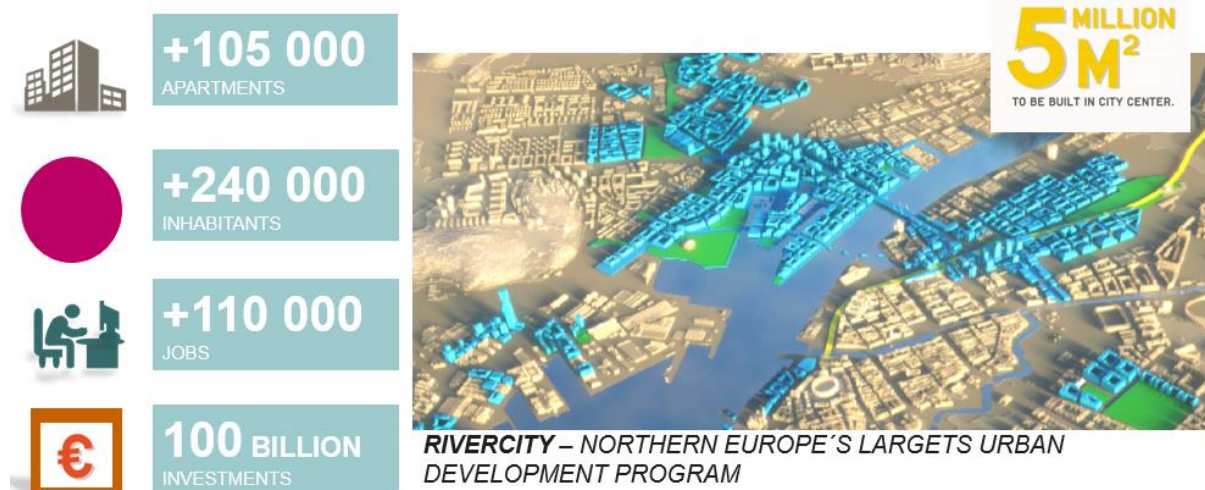 +105 000
APARTMENTS
+240 000
INHABITANTS
+110 000
JOBS
€
100 BILLION
INVESTMENTS
5 MILLION
M²
TO BE BUILT IN CITY CENTER.
RIVERCITY – NORTHERN EUROPE´S LARGETS URBAN
DEVELOPMENT PROGRAM